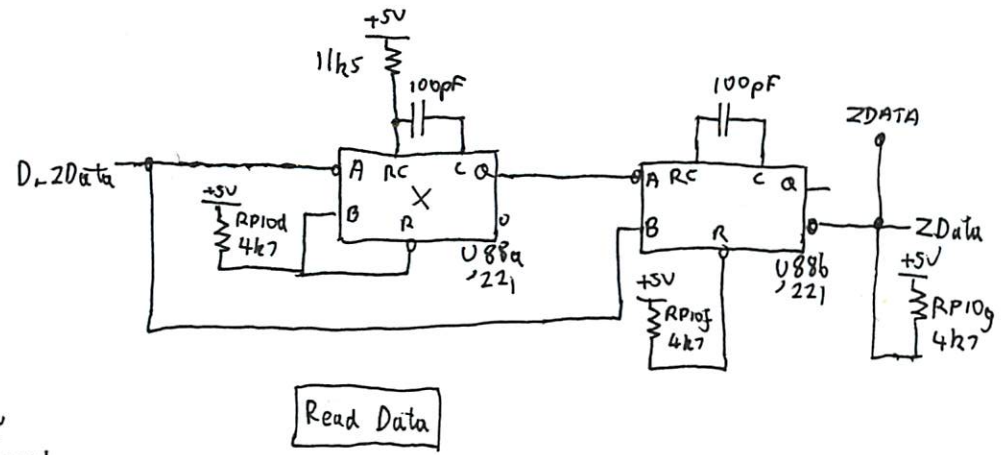 +5V
11k5
100pF
100pF
ZDATA
DrZData
A RC C Q
A RC C Q
+5V
RP10d
4k7
B
X
R
B
R
ZData
U88a
'221
U88b
'221
+5V
RP10f
4k7
+5V
RP10g
4k7
Read Data